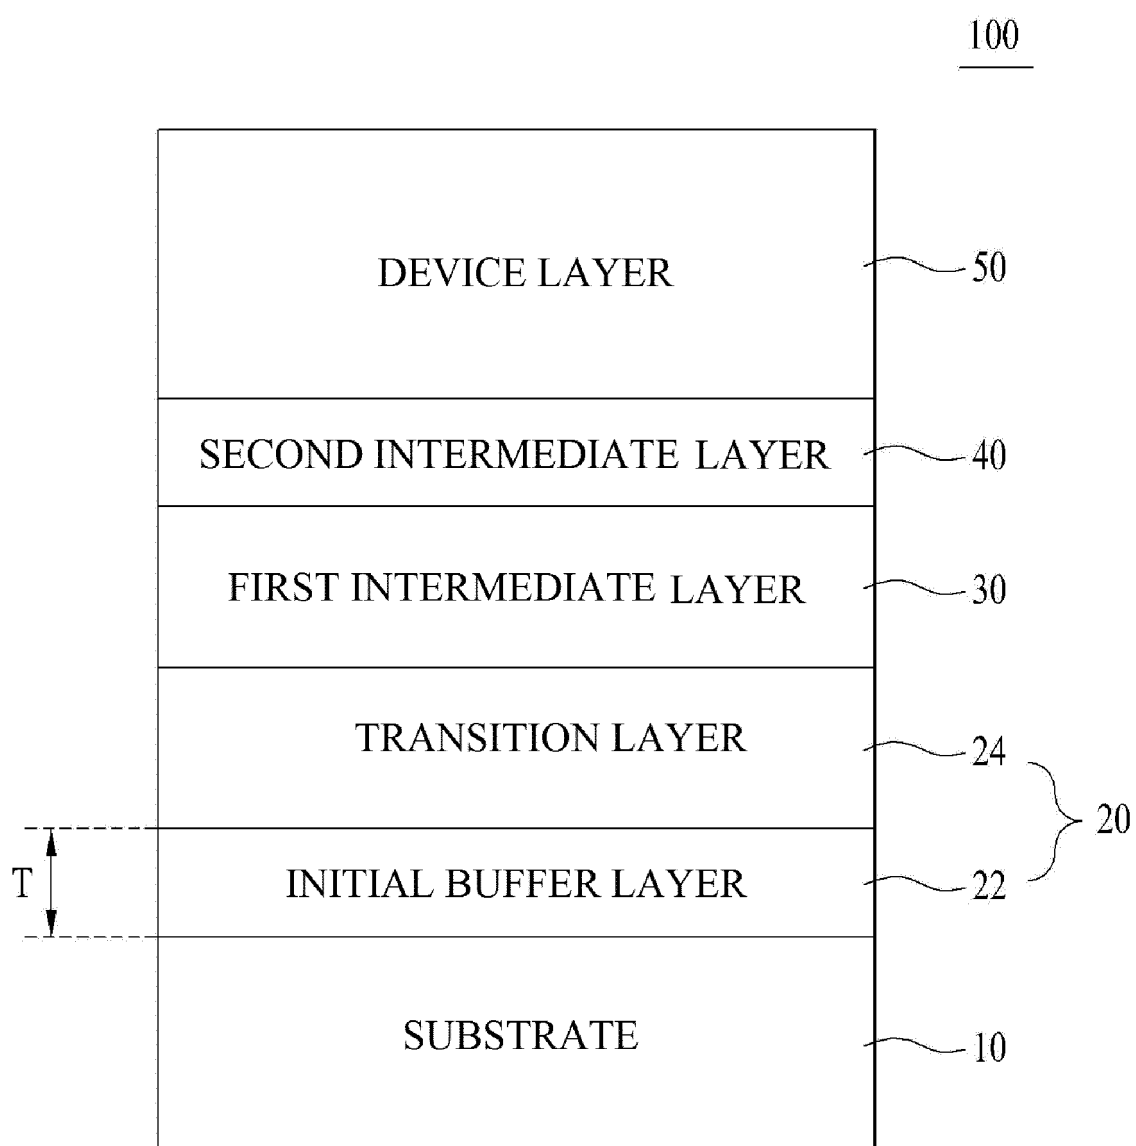 100
DEVICE LAYER 50
SECOND INTERMEDIATE LAYER 40
FIRST INTERMEDIATE LAYER 30
TRANSITION LAYER 24
20
T INITIAL BUFFER LAYER 22
SUBSTRATE 10